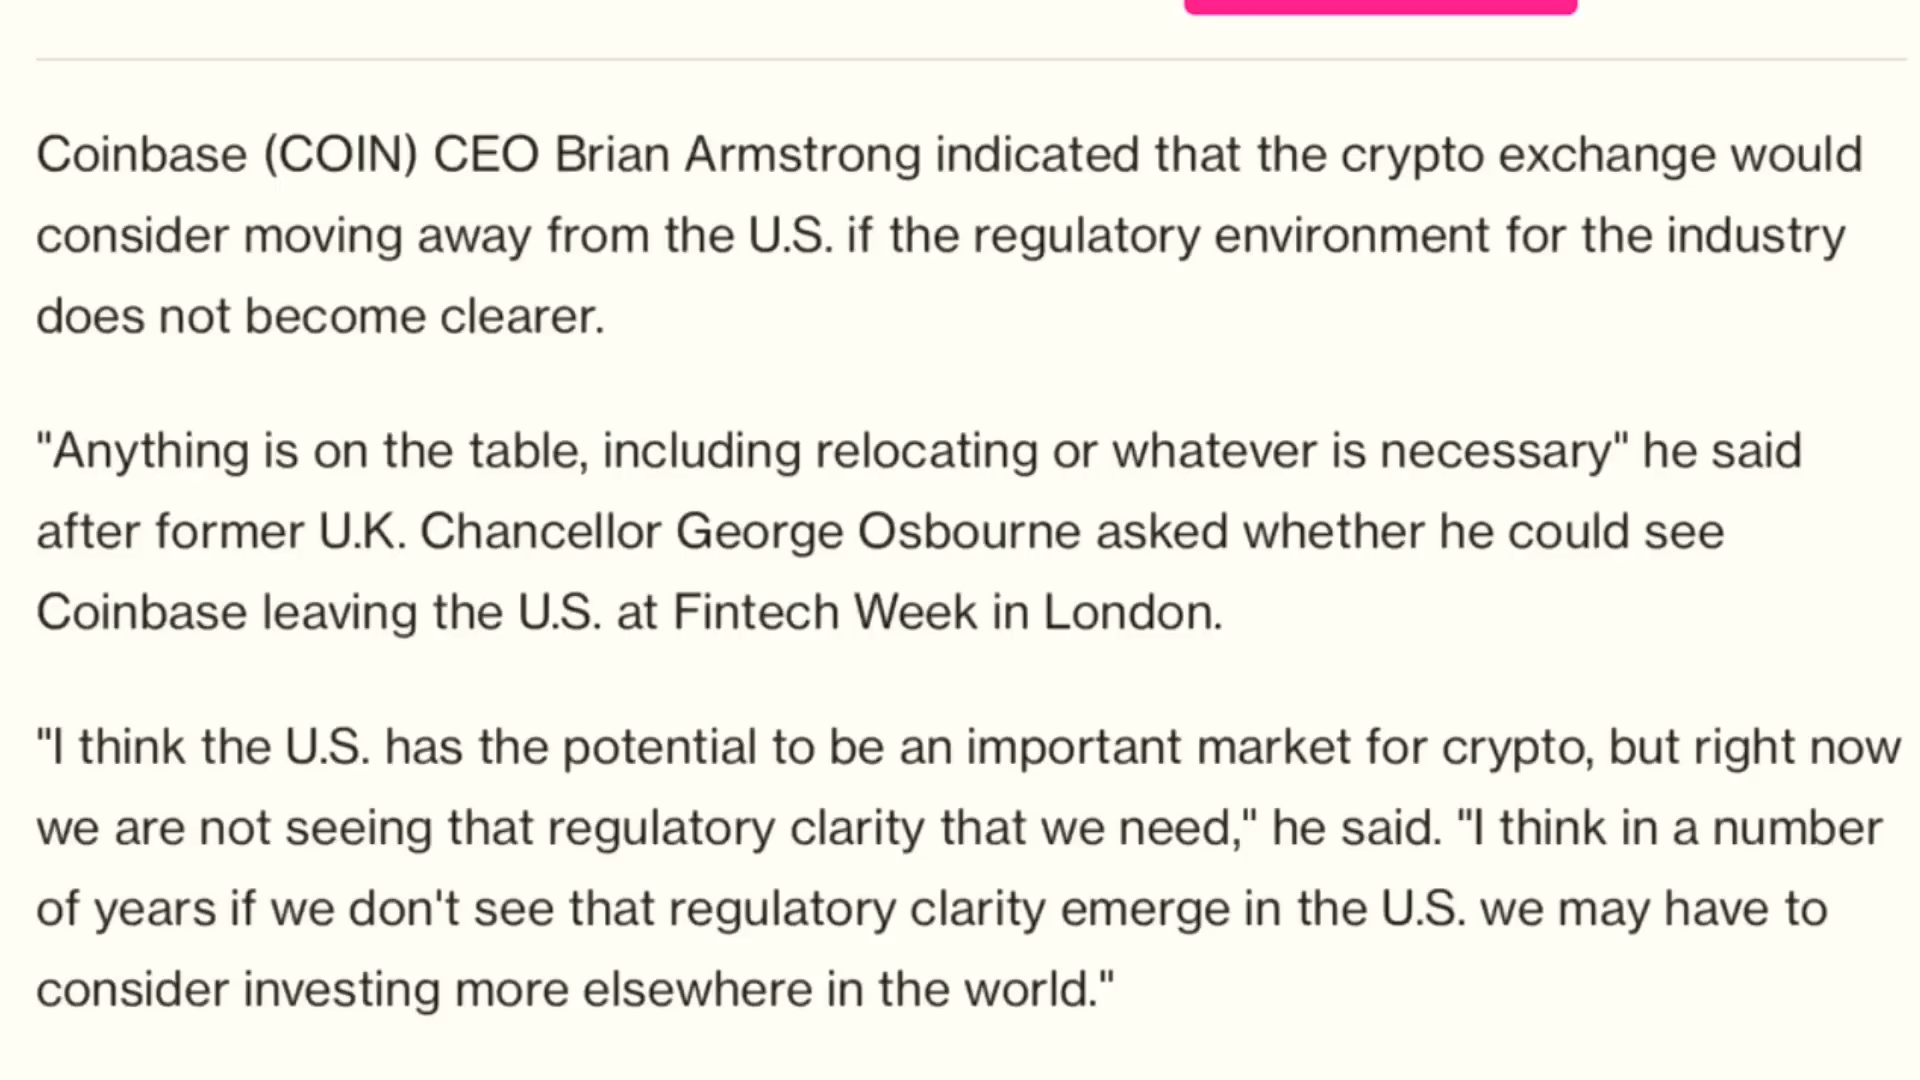 Coinbase (COIN) CEO Brian Armstrong indicated that the crypto exchange would
consider moving away from the U.S. if the regulatory environment for the industry
does not become clearer.
"Anything is on the table, including relocating or whatever is necessary" he said
after former U.K. Chancellor George Osbourne asked whether he could see
Coinbase leaving the U.S. at Fintech Week in London.
"I think the U.S. has the potential to be an important market for crypto, but right now
we are not seeing that regulatory clarity that we need," he said. "I think in a number
of years if we don't see that regulatory clarity emerge in the U.S. we may have to
consider investing more elsewhere in the world."